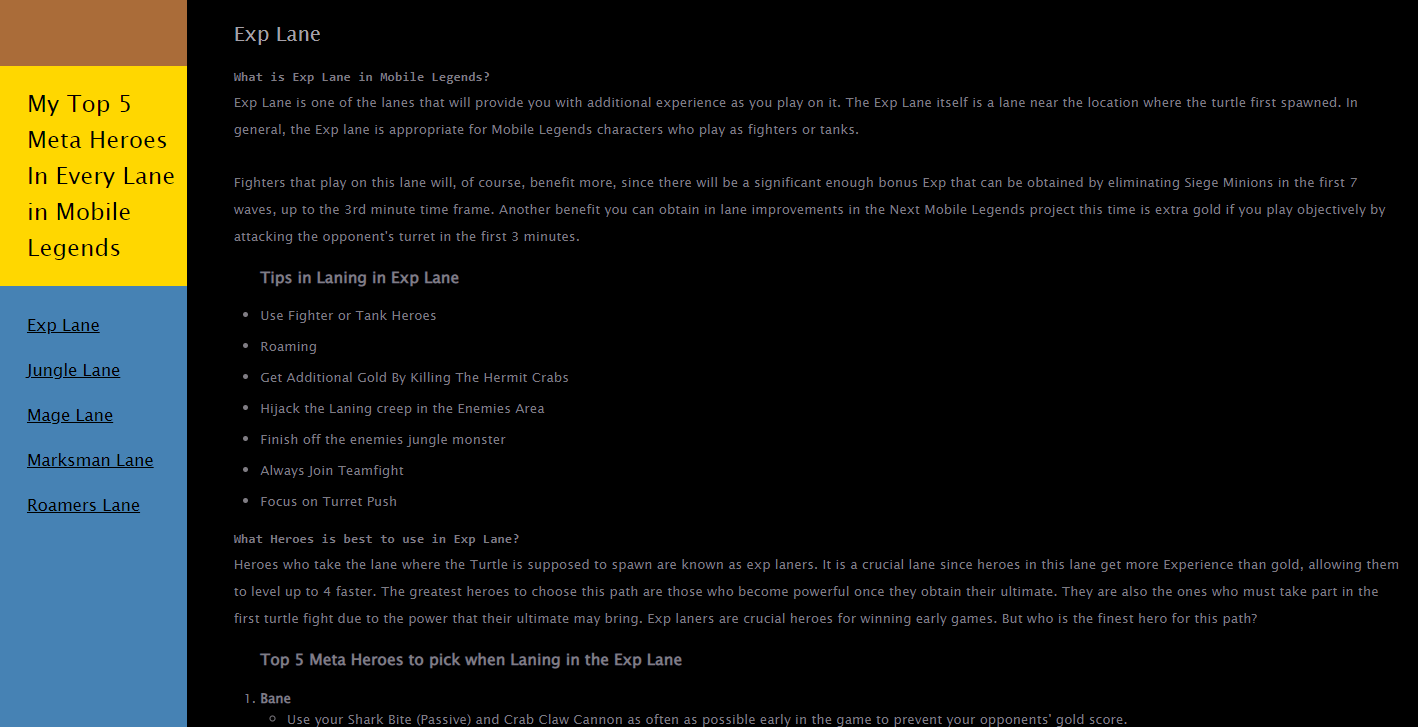 My Top 5
Meta Heroes
In Every Lane
in Mobile
Legends
Exp Lane
Jungle Lane
Mage Lane
Marksman Lane
Roamers Lane
Exp Lane
What is Exp Lane in Mobile Legends?
Exp Lane is one of the lanes that will provide you with additional experience as you play on it. The Exp Lane itself is a lane near the location where the turtle first spawned. In
general, the Exp lane is appropriate for Mobile Legends characters who play as fighters or tanks.
Fighters that play on this lane will, of course, benefit more, since there will be a significant enough bonus Exp that can be obtained by eliminating Siege Minions in the first 7
waves, up to the 3rd minute time frame. Another benefit you can obtain in lane improvements in the Next Mobile Legends project this time is extra gold if you play objectively by
attacking the opponent's turret in the first 3 minutes.
Tips in Laning in Exp Lane
• Use Fighter or Tank Heroes
• Roaming
• Get Additional Gold By Killing The Hermit Crabs
• Hijack the Laning creep in the Enemies Area
• Finish off the enemies jungle monster
• Always Join Teamfight
• Focus on Turret Push
What Heroes is best to use in Exp Lane?
Heroes who take the lane where the Turtle is supposed to spawn are known as exp laners. It is a crucial lane since heroes in this lane get more Experience than gold, allowing them
to level up to 4 faster. The greatest heroes to choose this path are those who become powerful once they obtain their ultimate. They are also the ones who must take part in the
first turtle fight due to the power that their ultimate may bring. Exp laners are crucial heroes for winning early games. But who is the finest hero for this path?
Top 5 Meta Heroes to pick when Laning in the Exp Lane
1. Bane
◦ Use your Shark Bite (Passive) and Crab Claw Cannon as often as possible early in the game to prevent your opponents' gold score.